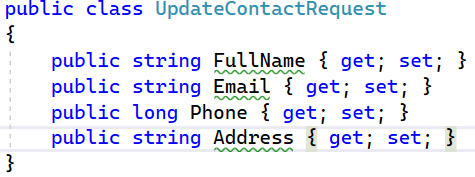 public class UpdateContactRequest
{
    public string FullName { get; set; }
    public string Email { get; set; }
    public long Phone { get; set; }
    public string Address { get; set; }
}